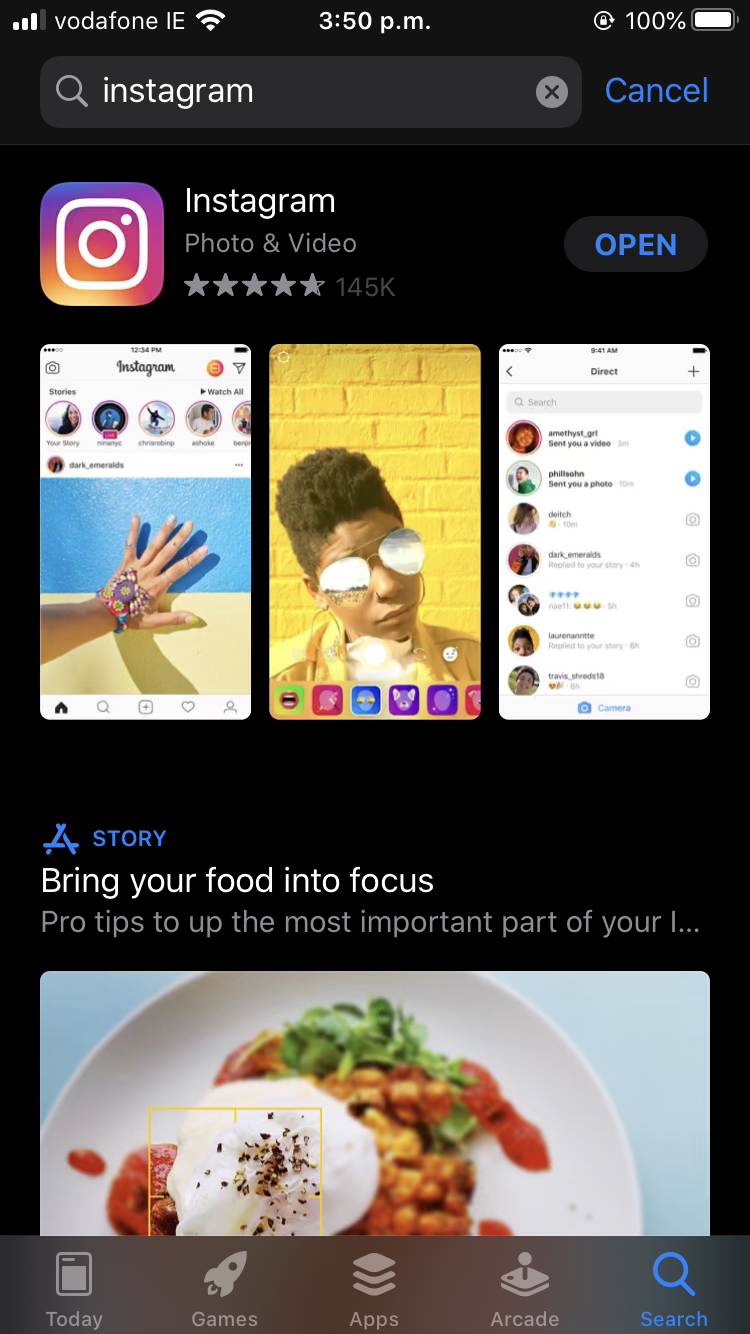 vodafone IE 3:50 p.m. 100%
instagram Cancel
Instagram
Photo & Video
OPEN
145K
12:34 PM
Instagram
Stories Watch All
LIVE
Your Story ninanyc chrisrobinp ashoke benjin
dark_emeralds
9:41 AM
Direct
Search
amethyst_grl
Sent you a video · 3m
phillsohn
Sent you a photo · 10m
deitch
👋 · 10m
dark_emeralds
Replied to your story · 4h
nae11: 😂 😂 😂 · 5h
laurenanntte
Replied to your story · 6h
travis_shreds18
· 6h
Camera
STORY
Bring your food into focus
Pro tips to up the most important part of your I...
Today Games Apps Arcade Search